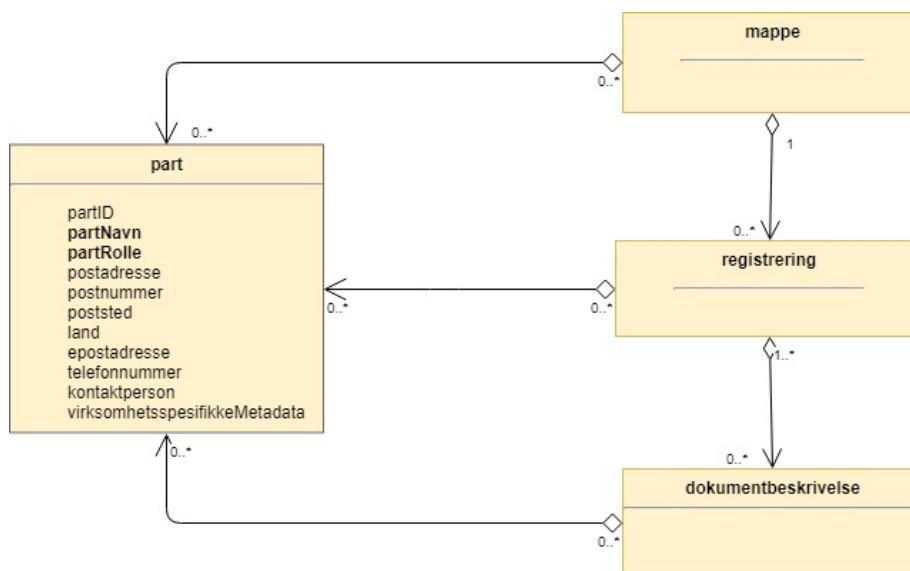 mappe
0..*
1
0..*
part
0..*
partID
partNavn
partRolle
postadresse
postnummer
poststed
land
epostadresse
telefonnummer
kontaktperson
virksomhetsspesifikkeMetadata
registrering
0..*
0..*
1..*
0..*
0..*
dokumentbeskrivelse
0..*